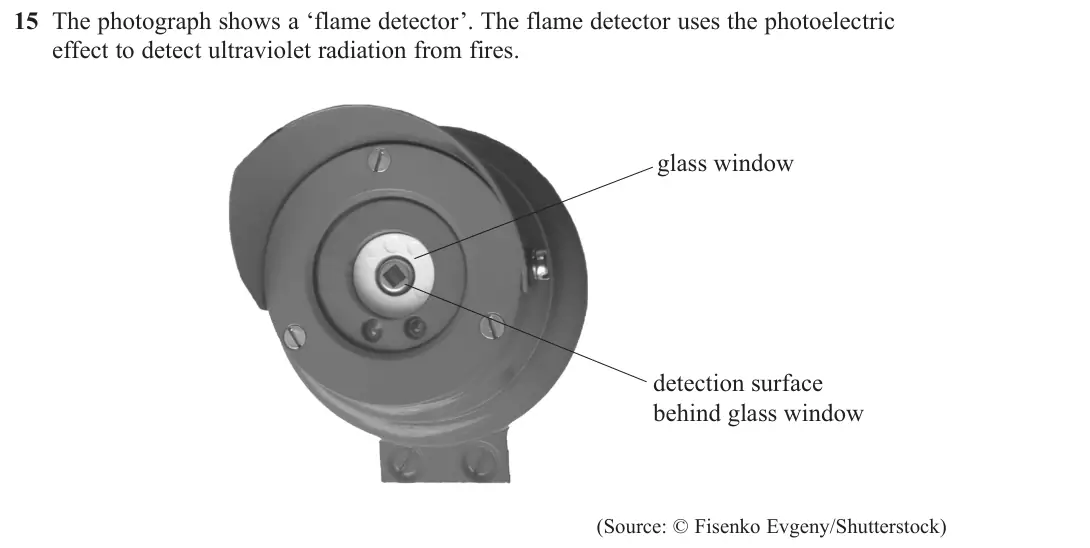 15 The photograph shows a ‘flame detector’. The flame detector uses the photoelectric
effect to detect ultraviolet radiation from fires.
glass window
detection surface
behind glass window
(Source: © Fisenko Evgeny/Shutterstock)